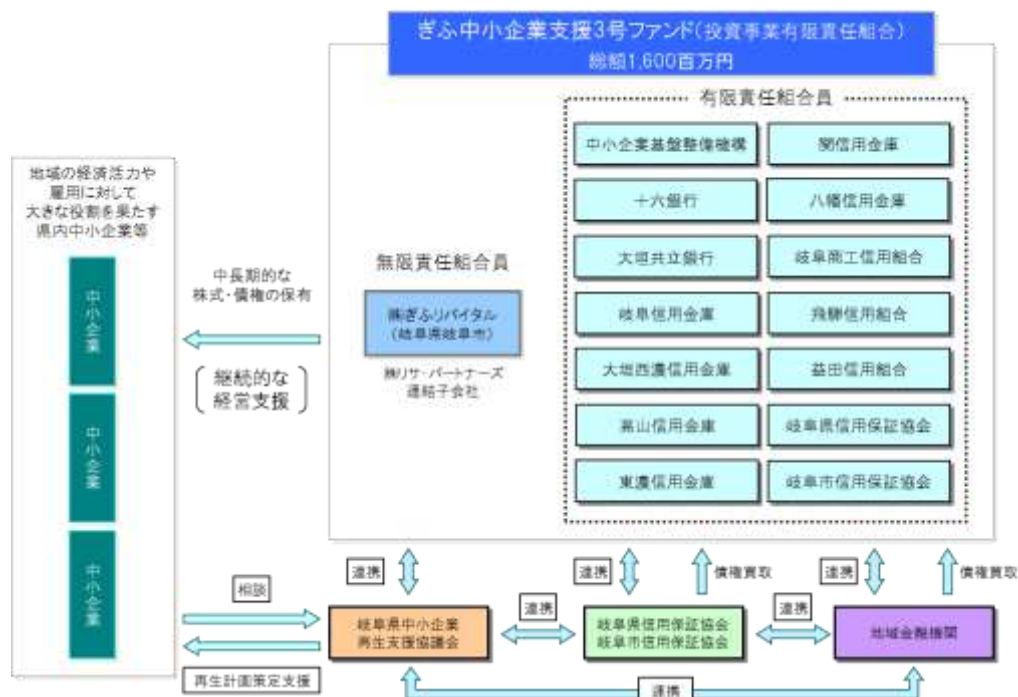 ぎふ中小企業支援3号ファンド(投資事業有限責任組合)
総額1,600百万円
有限責任組合員
中小企業基盤整備機構
関信用金庫
十六銀行
八幡信用金庫
大垣共立銀行
岐阜商工信用組合
岐阜信用金庫
飛騨信用組合
大垣西濃信用金庫
益田信用組合
高山信用金庫
岐阜県信用保証協会
東濃信用金庫
岐阜市信用保証協会
無限責任組合員
㈱ぎふリバイタル
(岐阜県岐阜市)
㈱リサ・パートナーズ
連結子会社
地域の経済活力や
雇用に対して
大きな役割を果たす
県内中小企業等
中小企業
中小企業
中小企業
中長期的な
株式・債権の保有
継続的な
経営支援
連携
連携
債権買取
連携
債権買取
相談
岐阜県中小企業
再生支援協議会
連携
岐阜県信用保証協会
岐阜市信用保証協会
連携
地域金融機関
再生計画策定支援
連携